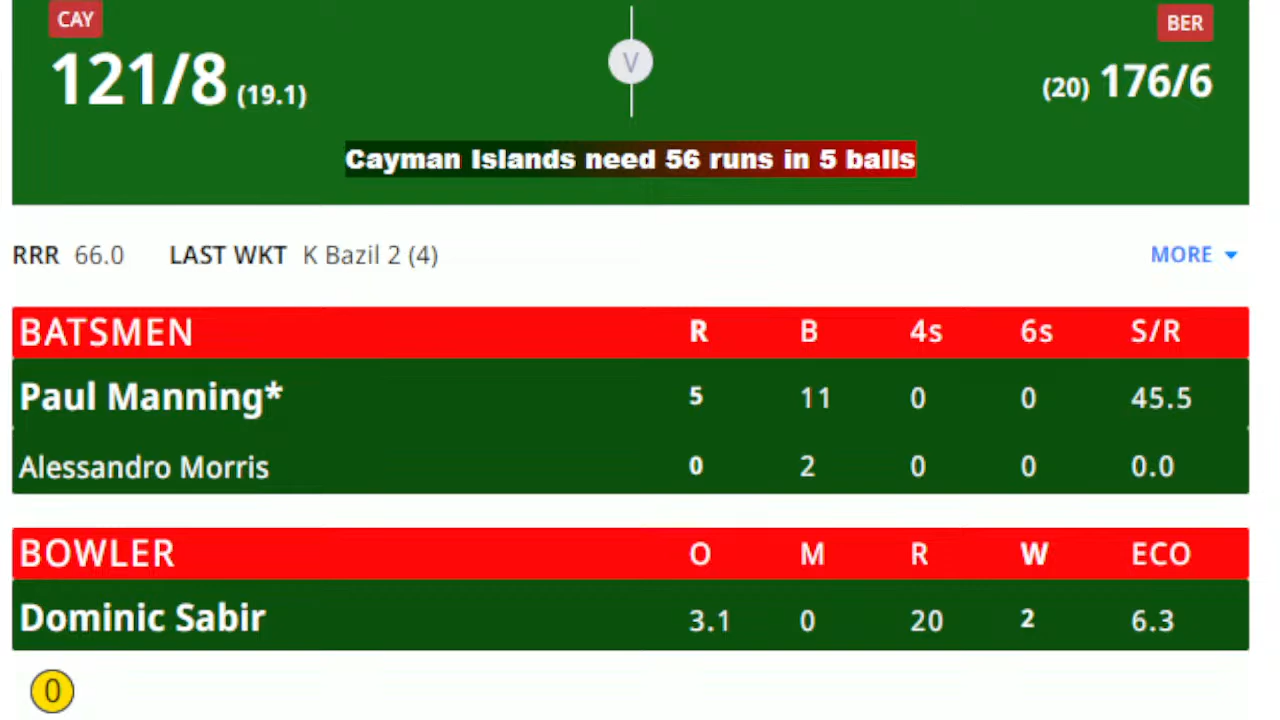 CAY
BER
121/8 (19.1)
V
(20) 176/6
Cayman Islands need 56 runs in 5 balls
RRR 66.0 LAST WKT K Bazil 2 (4) MORE
BATSMEN R B 4s 6s S/R
Paul Manning* 5 11 0 0 45.5
Alessandro Morris 0 2 0 0 0.0
BOWLER O M R W ECO
Dominic Sabir 3.1 0 20 2 6.3
0